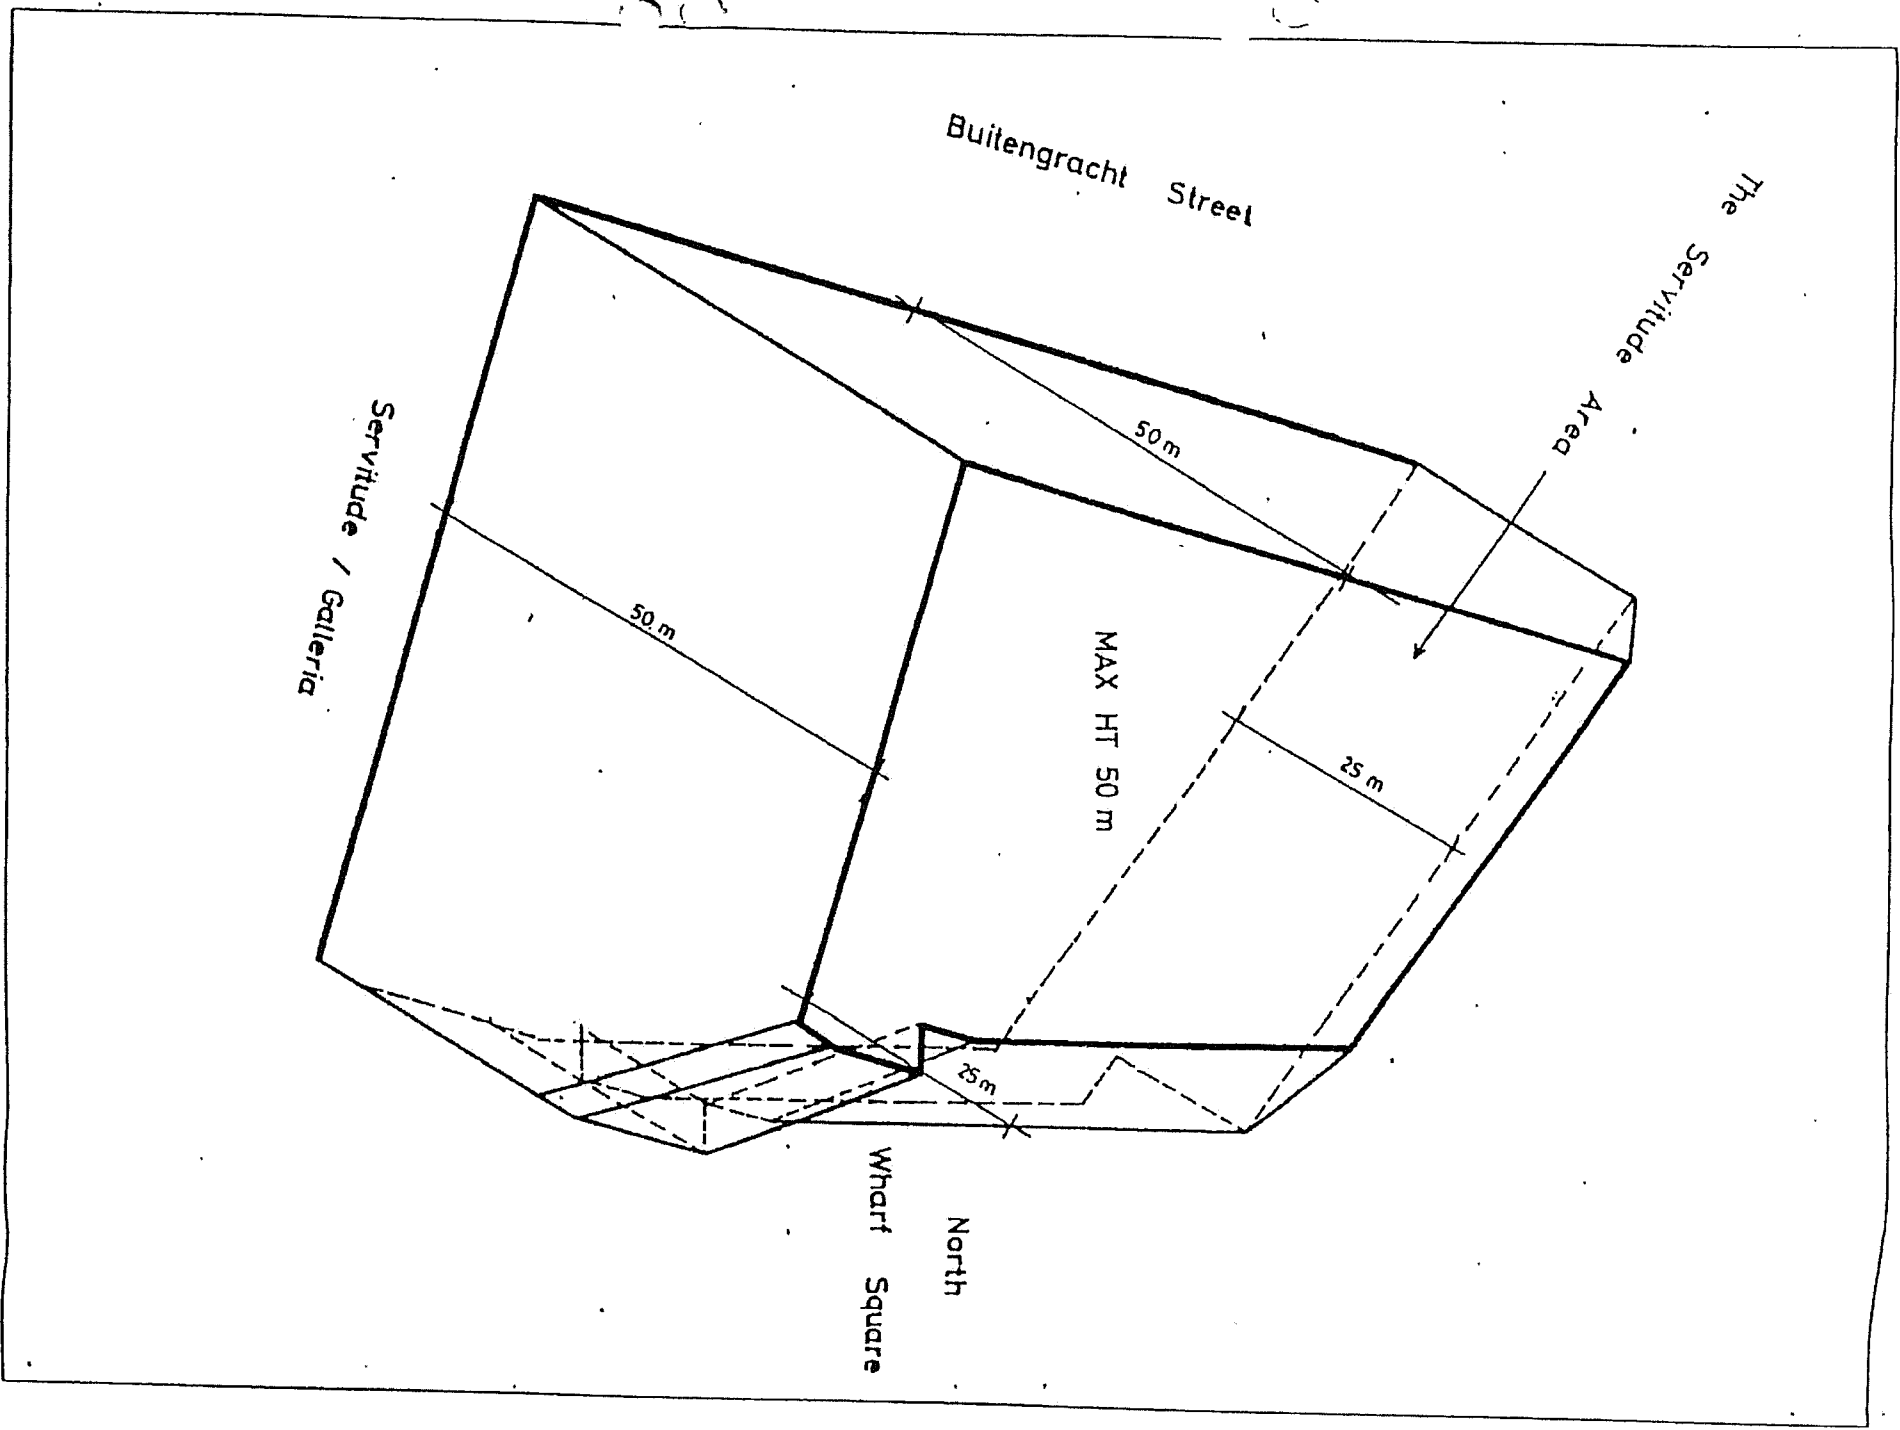 Buitengracht Street
The Servitude Area
50 m
Servitude / Galleria
50 m
MAX HT 50 m
25 m
25 m
North
Wharf Square